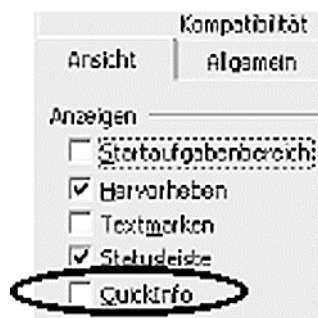 Kompatibilität
Ansicht Allgemein
Anzeigen
Startaufgabenbereich
Hervorheben
Textmarken
Statusleiste
QuickInfo